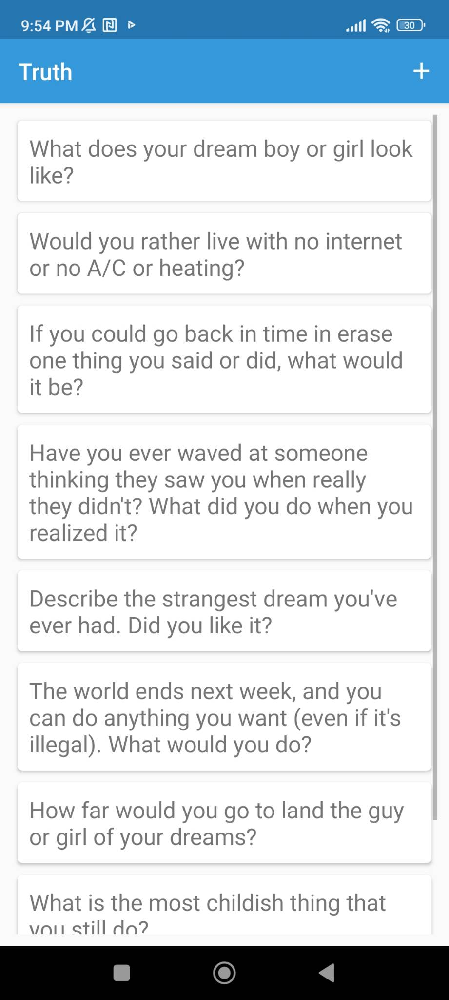 9:54 PM
30
Truth
What does your dream boy or girl look
like?
Would you rather live with no internet
or no A/C or heating?
If you could go back in time in erase
one thing you said or did, what would
it be?
Have you ever waved at someone
thinking they saw you when really
they didn't? What did you do when you
realized it?
Describe the strangest dream you've
ever had. Did you like it?
The world ends next week, and you
can do anything you want (even if it's
illegal). What would you do?
How far would you go to land the guy
or girl of your dreams?
What is the most childish thing that
you still do?